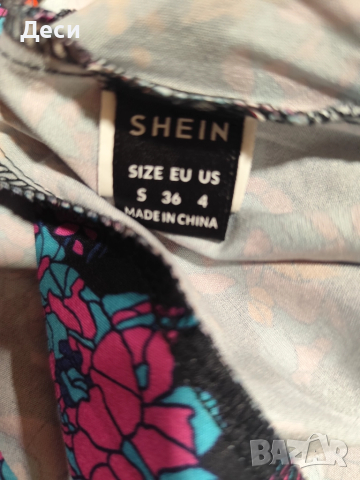 Деси
SHEIN
SIZE EU US
S 36 4
MADE IN CHINA
BAZAR